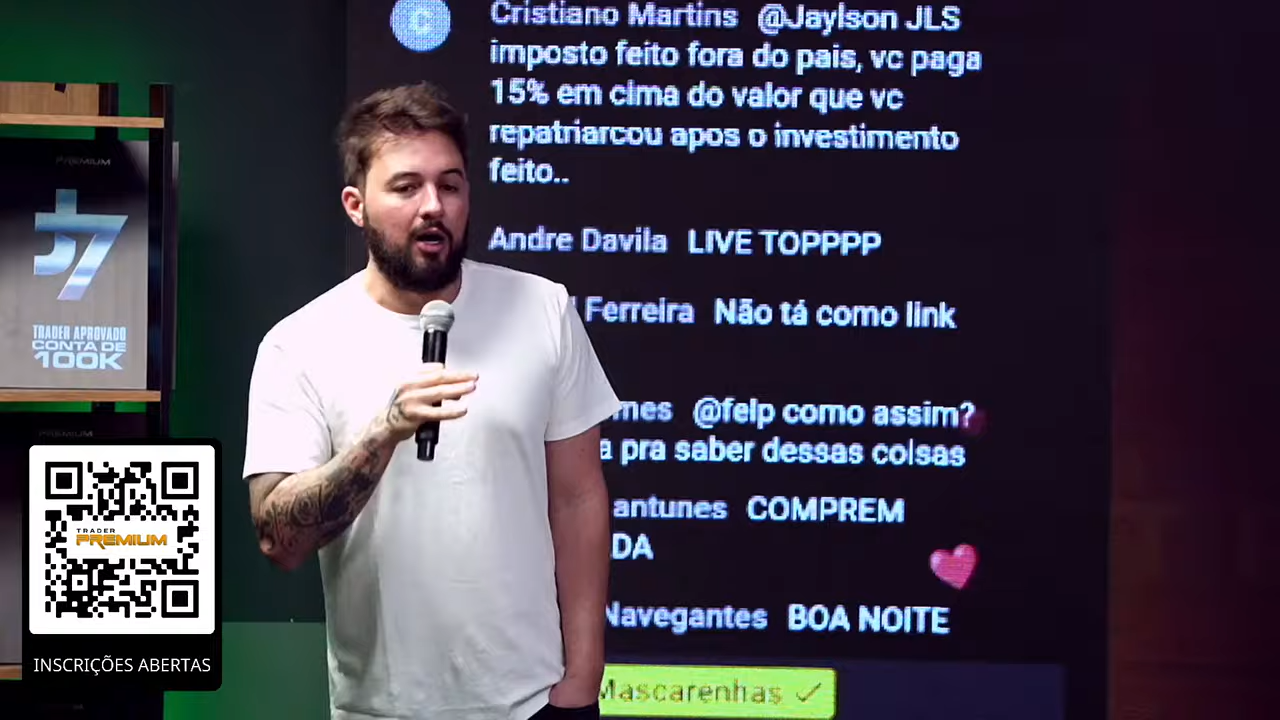 Cristiano Martins @Jaylson JLS
imposto feito fora do pais, vc paga
15% em cima do valor que vc
repatriarcou apos o investimento
feito..
Andre Davila LIVE TOPPPP
Ferreira Não tá como link
@felp como assim?
pra saber dessas coisas
antunes COMPREM
Navegantes BOA NOITE
Mascarenhas
PREMIUM
TRADER APROVADO
CONTA DE
100K
PREMIUM
TRADER
PREMIUM
INSCRIÇÕES ABERTAS